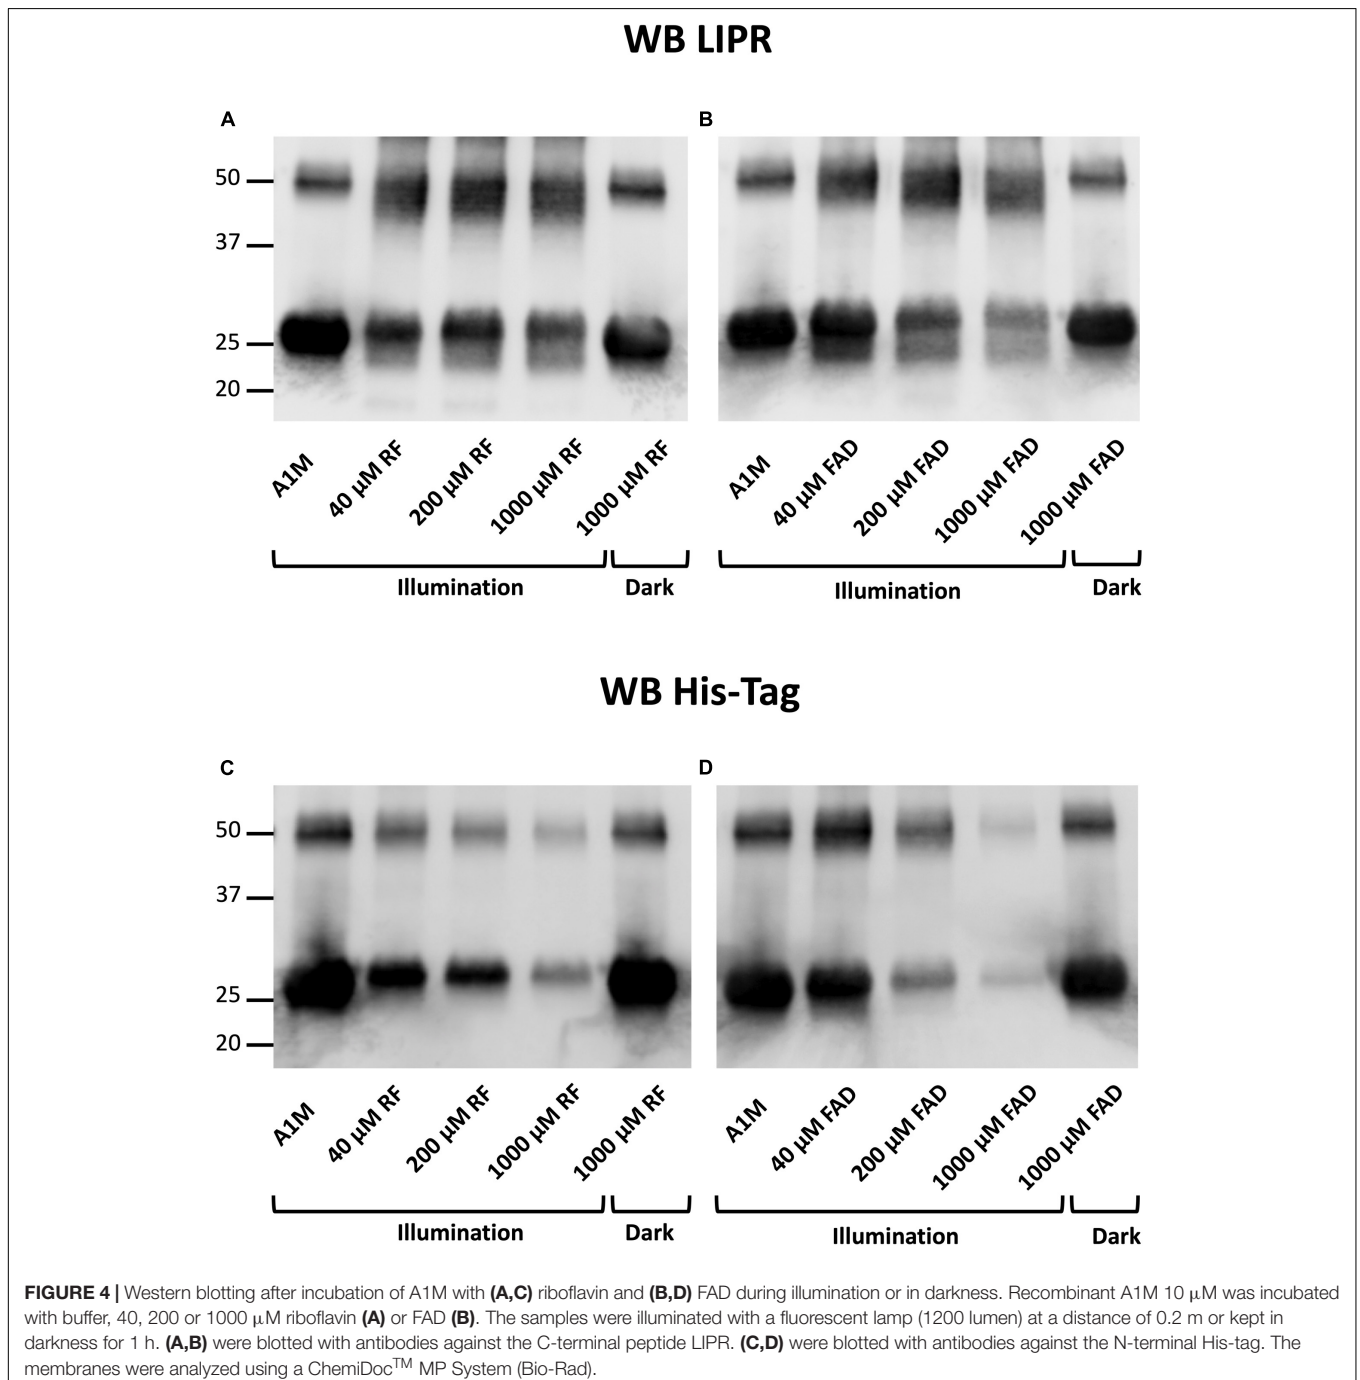 WB LIPR
A
B
50
37
25
20
A1M
40 μM RF
200 μM RF
1000 μM RF
1000 μM RF
A1M
40 μM FAD
200 μM FAD
1000 μM FAD
1000 μM FAD
Illumination
Dark
Illumination
Dark
WB His-Tag
C
D
50
37
25
20
A1M
40 μM RF
200 μM RF
1000 μM RF
1000 μM RF
A1M
40 μM FAD
200 μM FAD
1000 μM FAD
1000 μM FAD
Illumination
Dark
Illumination
Dark
FIGURE 4 | Western blotting after incubation of A1M with (A,C) riboflavin and (B,D) FAD during illumination or in darkness. Recombinant A1M 10 μM was incubated
with buffer, 40, 200 or 1000 μM riboflavin (A) or FAD (B). The samples were illuminated with a fluorescent lamp (1200 lumen) at a distance of 0.2 m or kept in
darkness for 1 h. (A,B) were blotted with antibodies against the C-terminal peptide LIPR. (C,D) were blotted with antibodies against the N-terminal His-tag. The
membranes were analyzed using a ChemiDoc™ MP System (Bio-Rad).